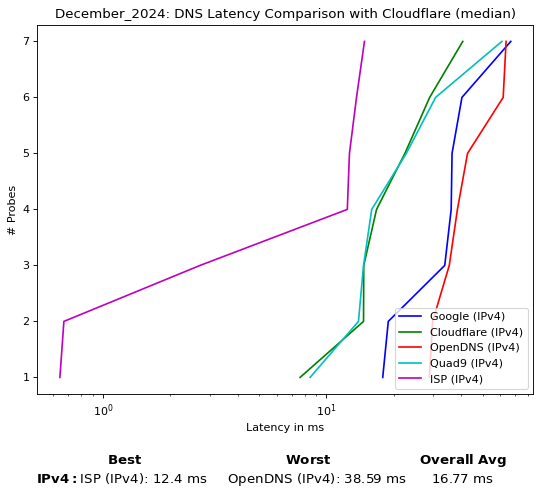 December_2024: DNS Latency Comparison with Cloudflare (median)
7
6
5
4
3
2
1
# Probes
Google (IPv4)
Cloudflare (IPv4)
OpenDNS (IPv4)
Quad9 (IPv4)
ISP (IPv4)
10⁰ 10¹
Latency in ms
Best Worst Overall Avg
IPv4: ISP (IPv4): 12.4 ms OpenDNS (IPv4): 38.59 ms 16.77 ms